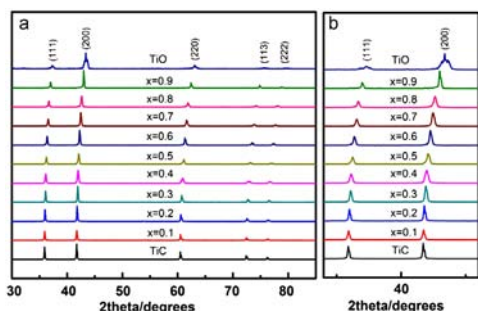 a
(111)
(200)
(220)
(113)
(222)
TiO
x=0.9
x=0.8
x=0.7
x=0.6
x=0.5
x=0.4
x=0.3
x=0.2
x=0.1
TiC
30 40 50 60 70 80
2theta/degrees
b
(111)
(200)
TiO
x=0.9
x=0.8
x=0.7
x=0.6
x=0.5
x=0.4
x=0.3
x=0.2
x=0.1
TiC
40
2theta/degrees